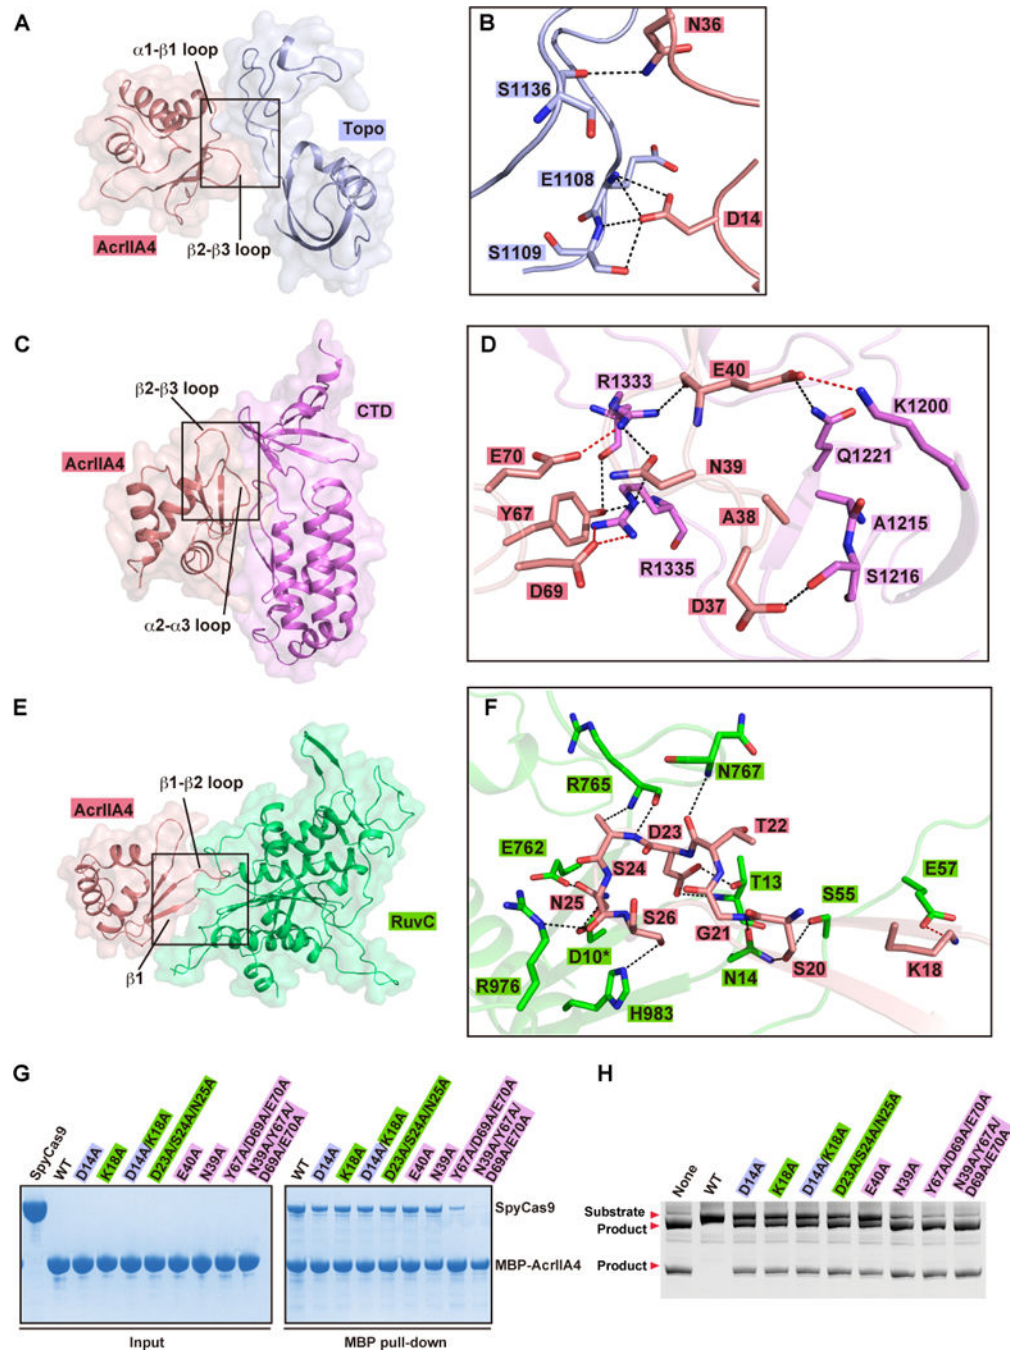 A
α1-β1 loop
Topo
AcrIIA4
β2-β3 loop
B
N36
S1136
E1108
D14
S1109
C
β2-β3 loop
CTD
AcrIIA4
α2-α3 loop
D
E40
R1333
K1200
E70
N39
Q1221
Y67
A38
A1215
D69
R1335
D37
S1216
E
β1-β2 loop
AcrIIA4
RuvC
β1
F
R765
N767
T22
D23
E762
S24
T13
E57
N25
S26
S55
G21
D10*
K18
R976
N14
S20
H983
G
SpyCas9
WT
D14A
K18A
D14A/K18A
D23A/S24A/N25A
E40A
N39A
Y67A/D69A/E70A
N39A/Y67A/
D69A/E70A
WT
D14A
K18A
D14A/K18A
D23A/S24A/N25A
E40A
N39A
Y67A/D69A/E70A
N39A/Y67A/
D69A/E70A
SpyCas9
MBP-AcrIIA4
Input
MBP pull-down
H
None
WT
D14A
K18A
D14A/K18A
D23A/S24A/N25A
E40A
N39A
Y67A/D69A/E70A
N39A/Y67A/
D69A/E70A
Substrate
Product
Product